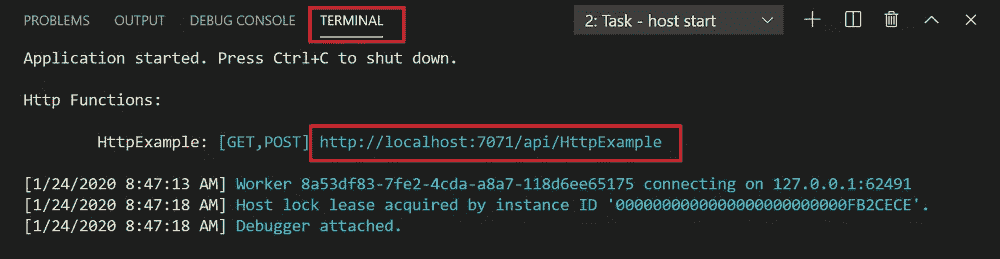 PROBLEMS OUTPUT DEBUG CONSOLE TERMINAL 2: Task - host start
Application started. Press Ctrl+C to shut down.
Http Functions:
HttpExample: [GET,POST] http://localhost:7071/api/HttpExample
[1/24/2020 8:47:13 AM] Worker 8a53df83-7fe2-4cda-a8a7-118d6ee65175 connecting on 127.0.0.1:62491
[1/24/2020 8:47:18 AM] Host lock lease acquired by instance ID '000000000000000000000000FB2CECE'.
[1/24/2020 8:47:18 AM] Debugger attached.